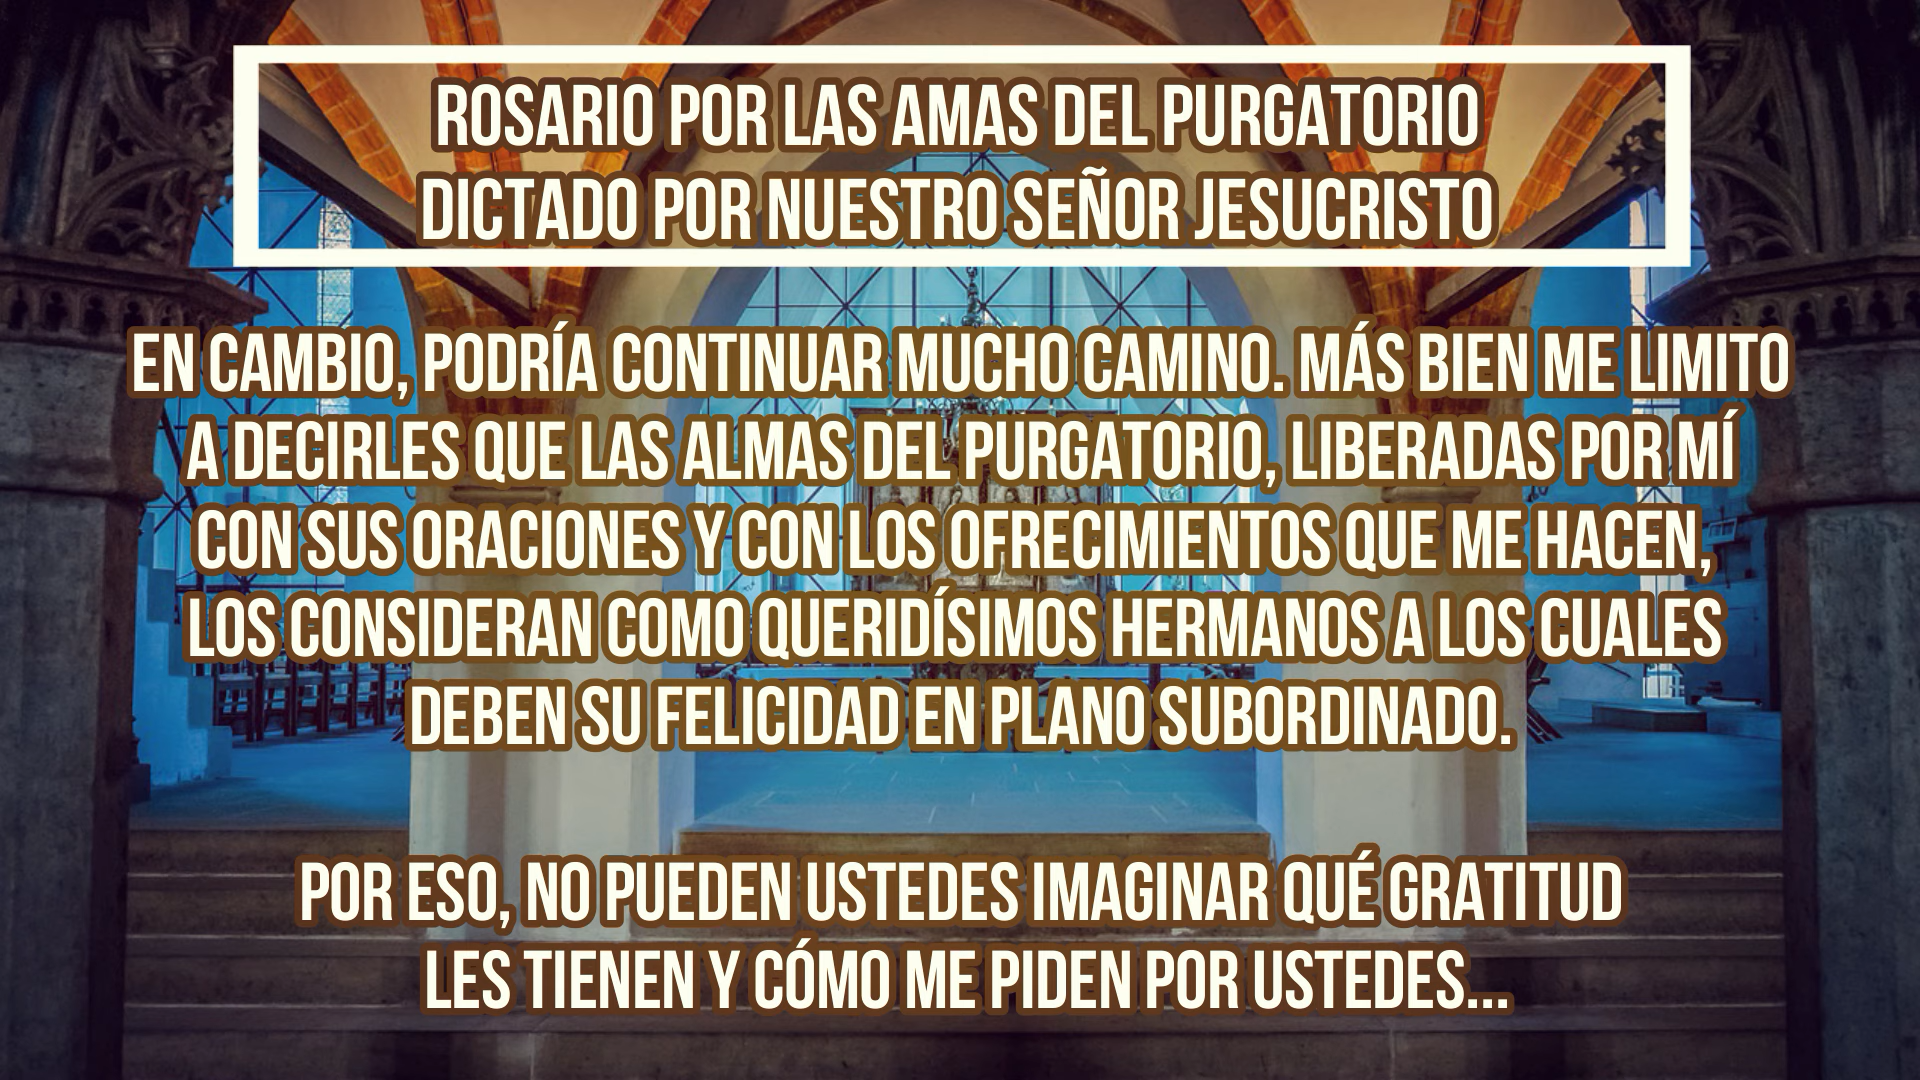 ROSARIO POR LAS AMAS DEL PURGATORIO
DICTADO POR NUESTRO SEÑOR JESUCRISTO
EN CAMBIO, PODRÍA CONTINUAR MUCHO CAMINO. MÁS BIEN ME LIMITO
A DECIRLES QUE LAS ALMAS DEL PURGATORIO, LIBERADAS POR MÍ
CON SUS ORACIONES Y CON LOS OFRECIMIENTOS QUE ME HACEN,
LOS CONSIDERAN COMO QUERIDÍSIMOS HERMANOS A LOS CUALES
DEBEN SU FELICIDAD EN PLANO SUBORDINADO.
POR ESO, NO PUEDEN USTEDES IMAGINAR QUÉ GRATITUD
LES TIENEN Y CÓMO ME PIDEN POR USTEDES...